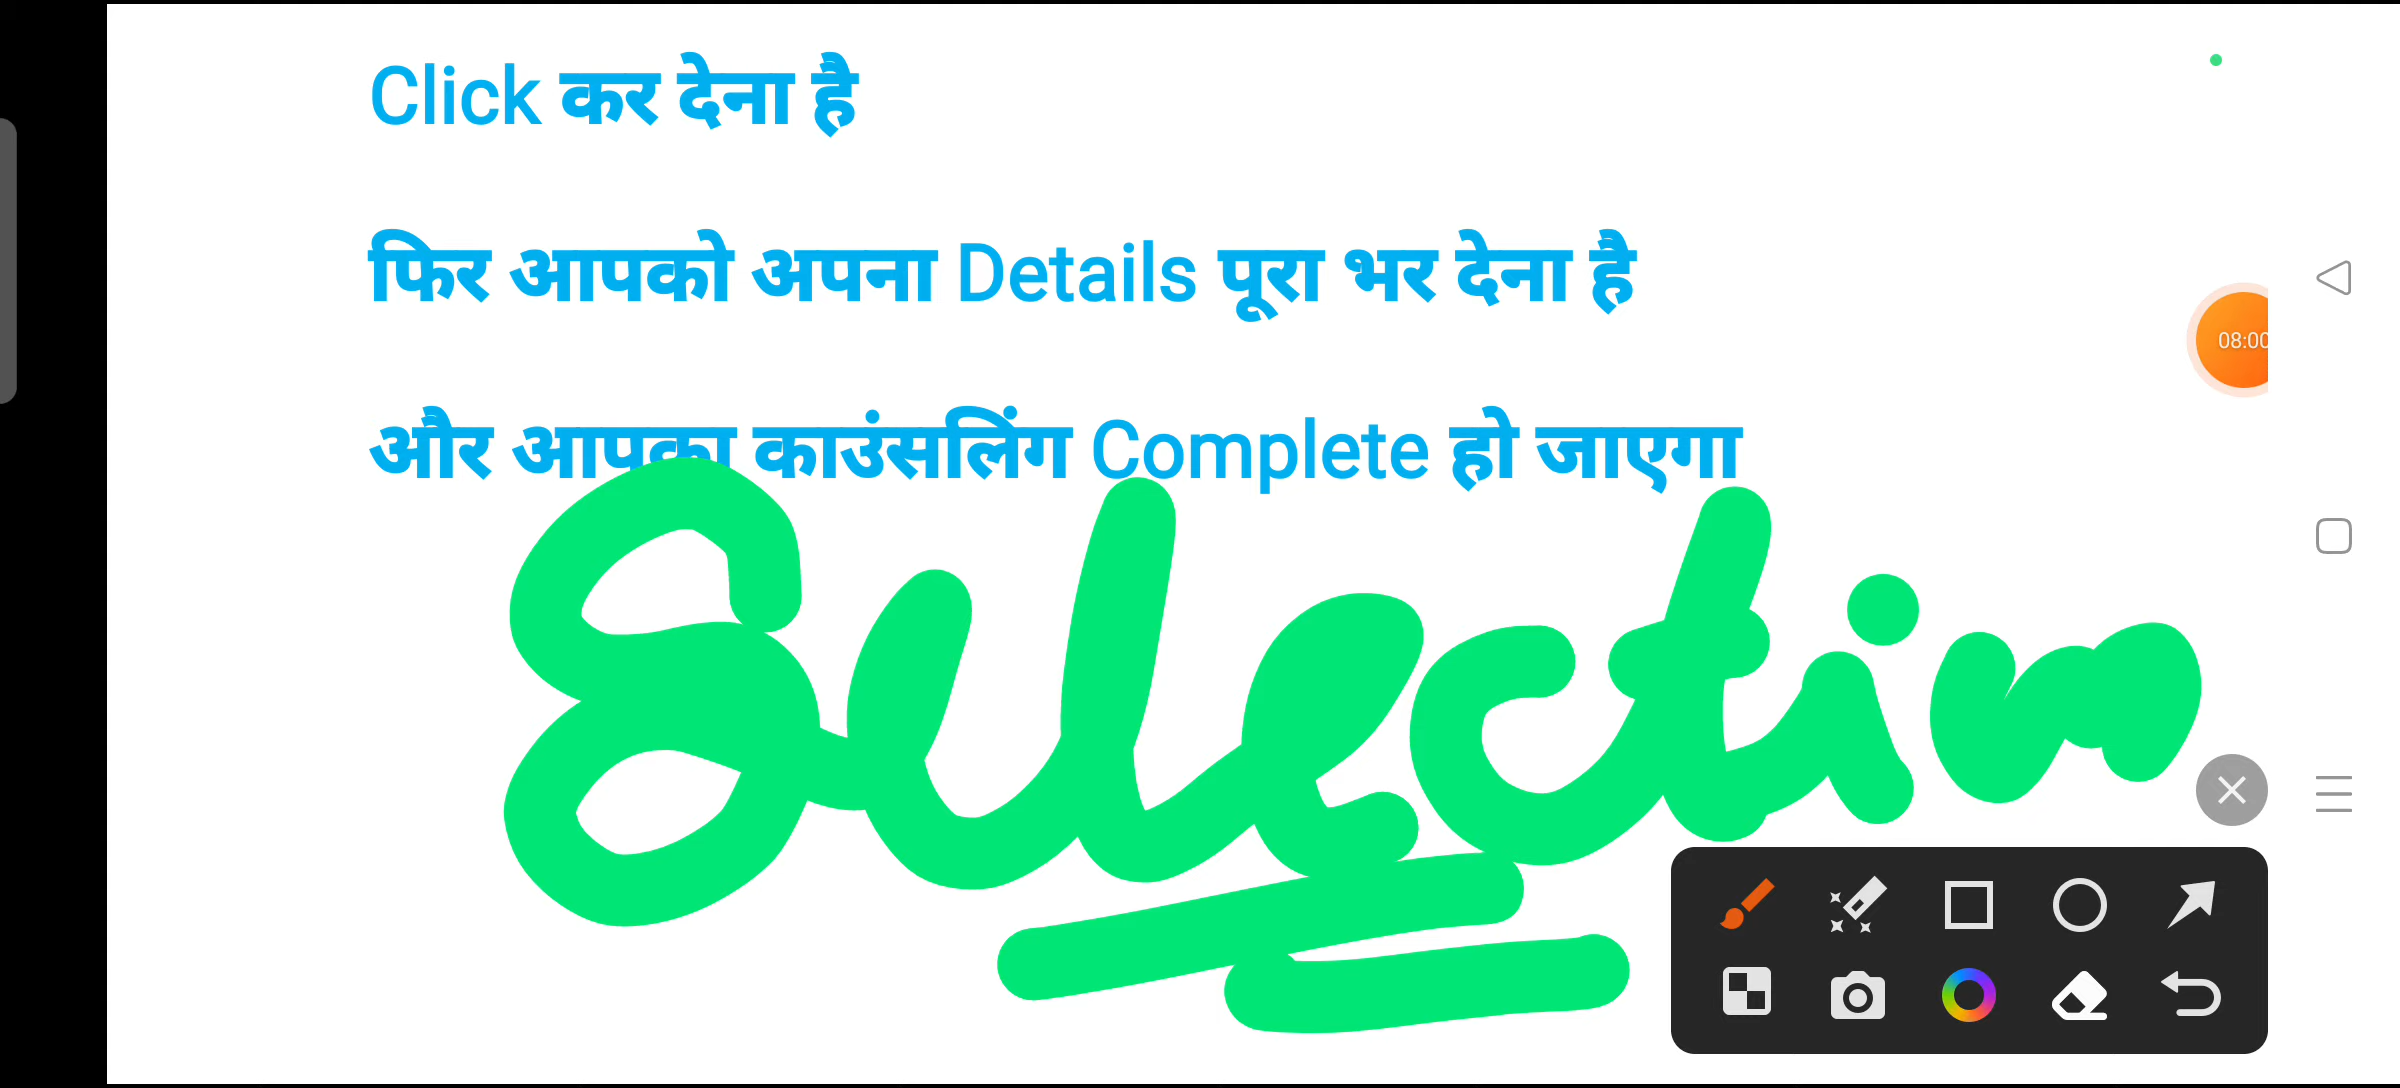 Click कर देना है
फिर आपको अपना Details पूरा भर देना है
और आपका काउंसलिंग Complete हो जाएगा
Selection
08:00